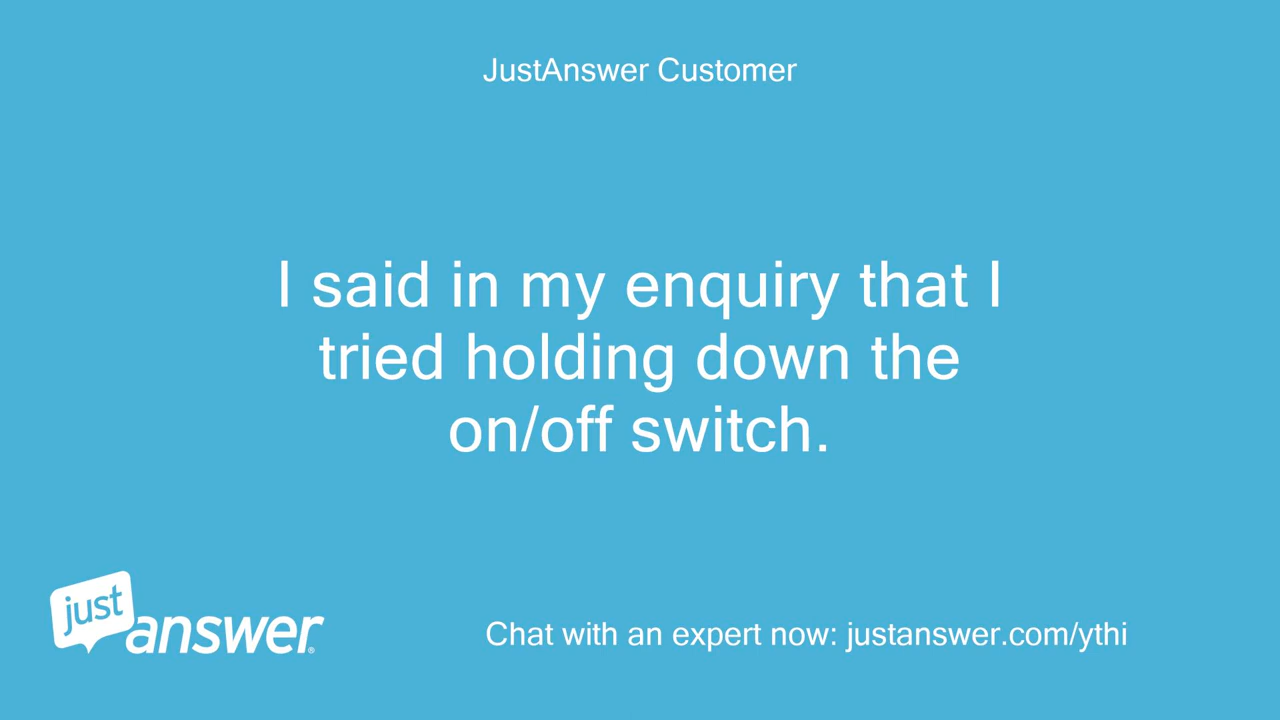 JustAnswer Customer
I said in my enquiry that I
tried holding down the
on/off switch.
just
answer®
Chat with an expert now: justanswer.com/ythi